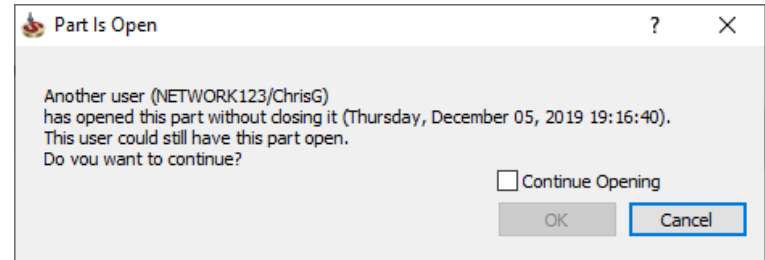 Part Is Open
?
Another user (NETWORK123/ChrisG)
has opened this part without closing it (Thursday, December 05, 2019 19:16:40).
This user could still have this part open.
Do you want to continue?
Continue Opening
OK Cancel